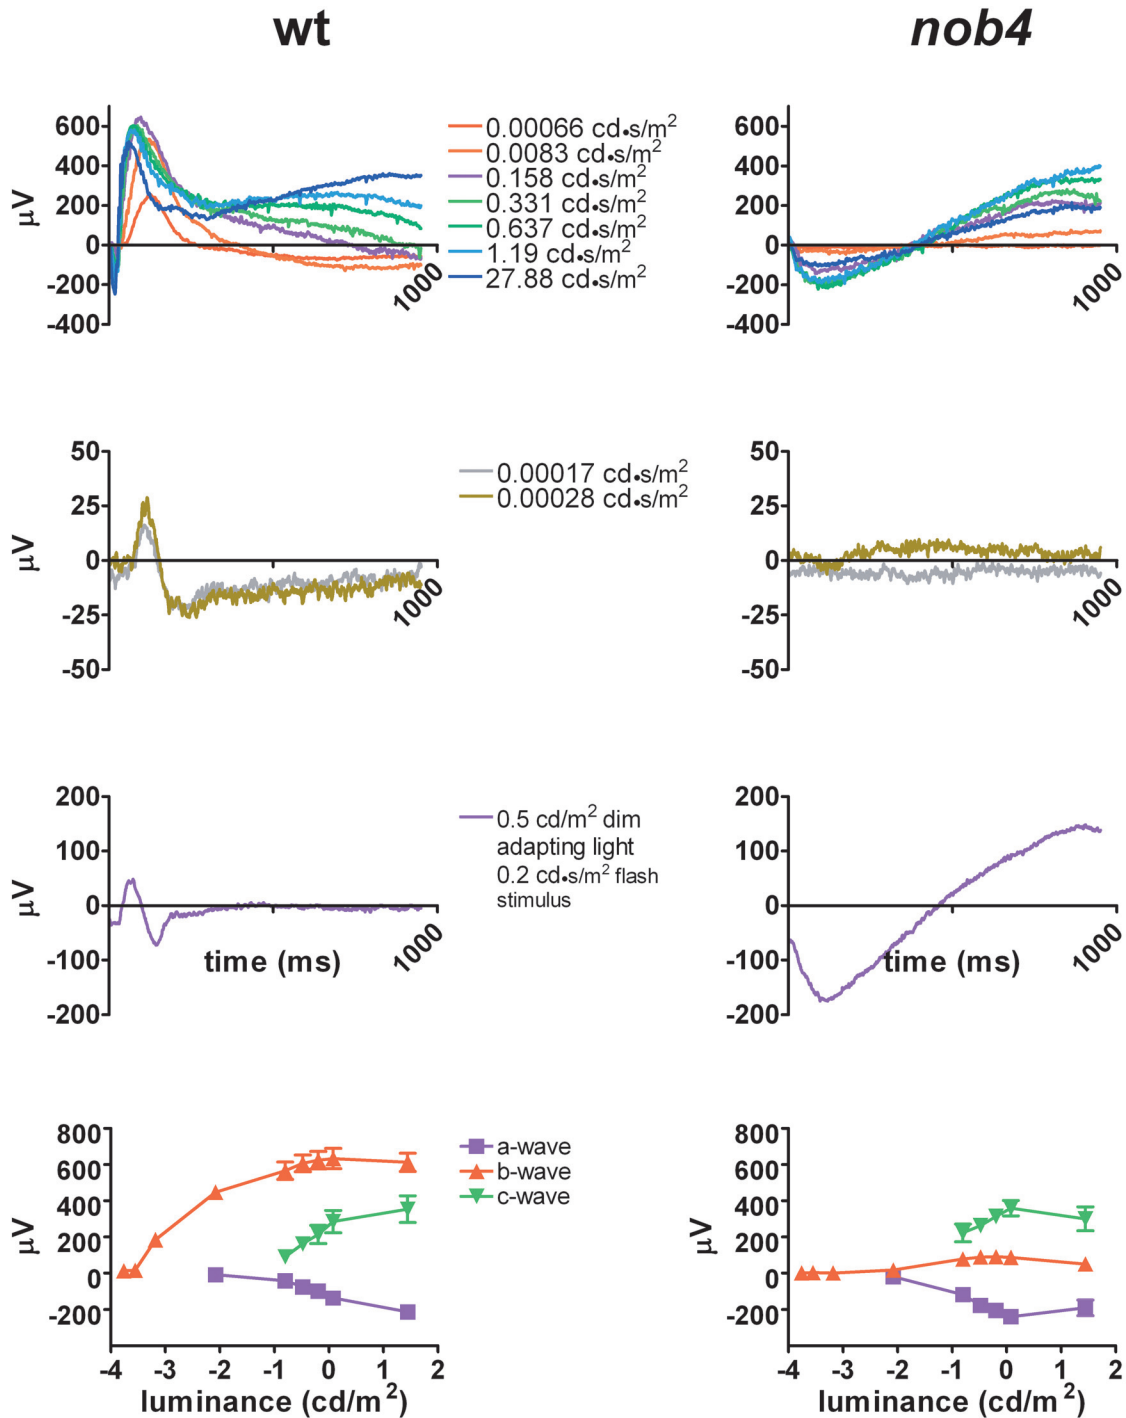 wt
nob4
600
400
200
0
-200
-400
µV
1000
0.00066 cd•s/m²
0.0083 cd•s/m²
0.158 cd•s/m²
0.331 cd•s/m²
0.637 cd•s/m²
1.19 cd•s/m²
27.88 cd•s/m²
600
400
200
0
-200
-400
µV
1000
50
25
0
-25
-50
µV
1000
0.00017 cd•s/m²
0.00028 cd•s/m²
50
25
0
-25
-50
µV
1000
200
100
0
-100
-200
µV
time (ms)
1000
0.5 cd/m² dim
adapting light
0.2 cd•s/m² flash
stimulus
200
100
0
-100
-200
µV
time (ms)
1000
800
600
400
200
0
-200
µV
-4 -3 -2 -1 0 1 2
luminance (cd/m²)
a-wave
b-wave
c-wave
800
600
400
200
0
-200
µV
-4 -3 -2 -1 0 1 2
luminance (cd/m²)